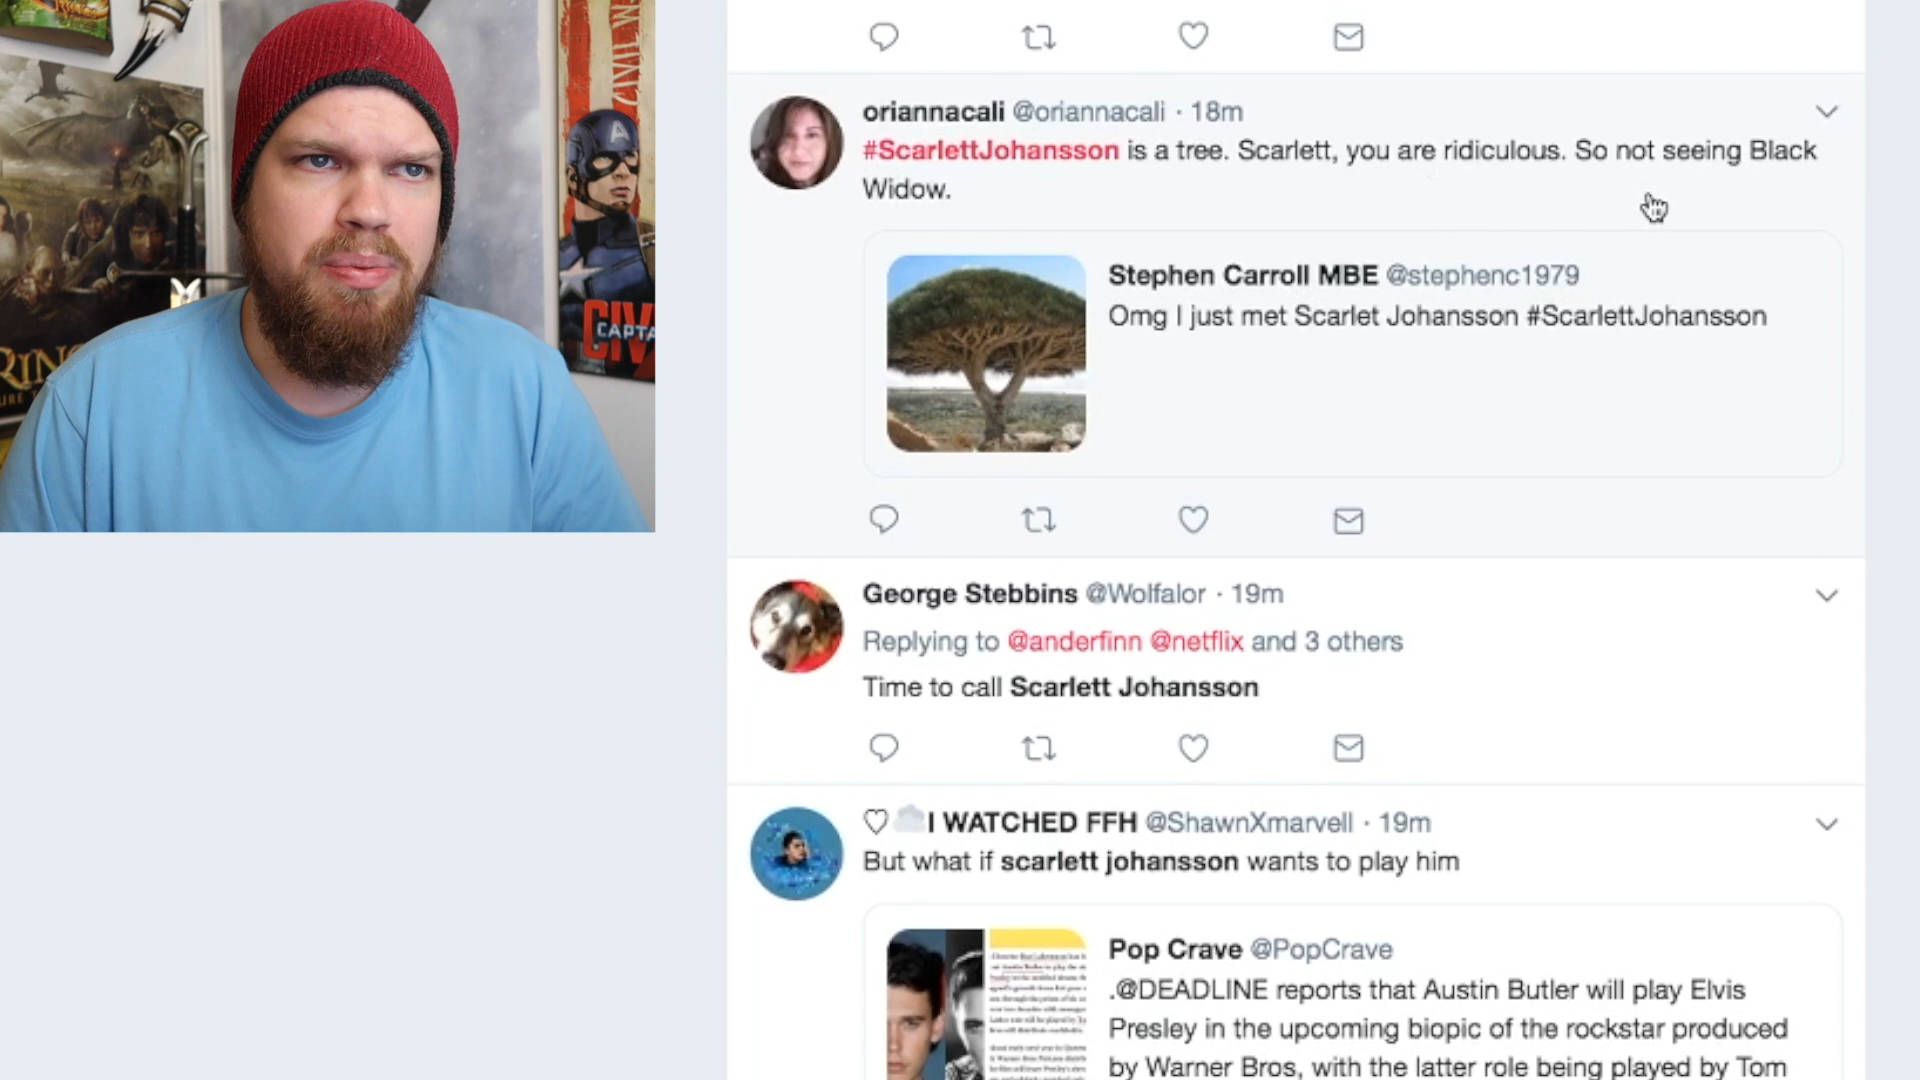 CIVIL W
RIN
CAPTA
CIV
oriannacali @oriannacali · 18m
#ScarlettJohansson is a tree. Scarlett, you are ridiculous. So not seeing Black
Widow.
Stephen Carroll MBE @stephenc1979
Omg I just met Scarlet Johansson #ScarlettJohansson
George Stebbins @Wolfalor · 19m
Replying to @anderfinn @netflix and 3 others
Time to call Scarlett Johansson
I WATCHED FFH @ShawnXmarvell · 19m
But what if scarlett johansson wants to play him
Pop Crave @PopCrave
.@DEADLINE reports that Austin Butler will play Elvis
Presley in the upcoming biopic of the rockstar produced
by Warner Bros, with the latter role being played by Tom